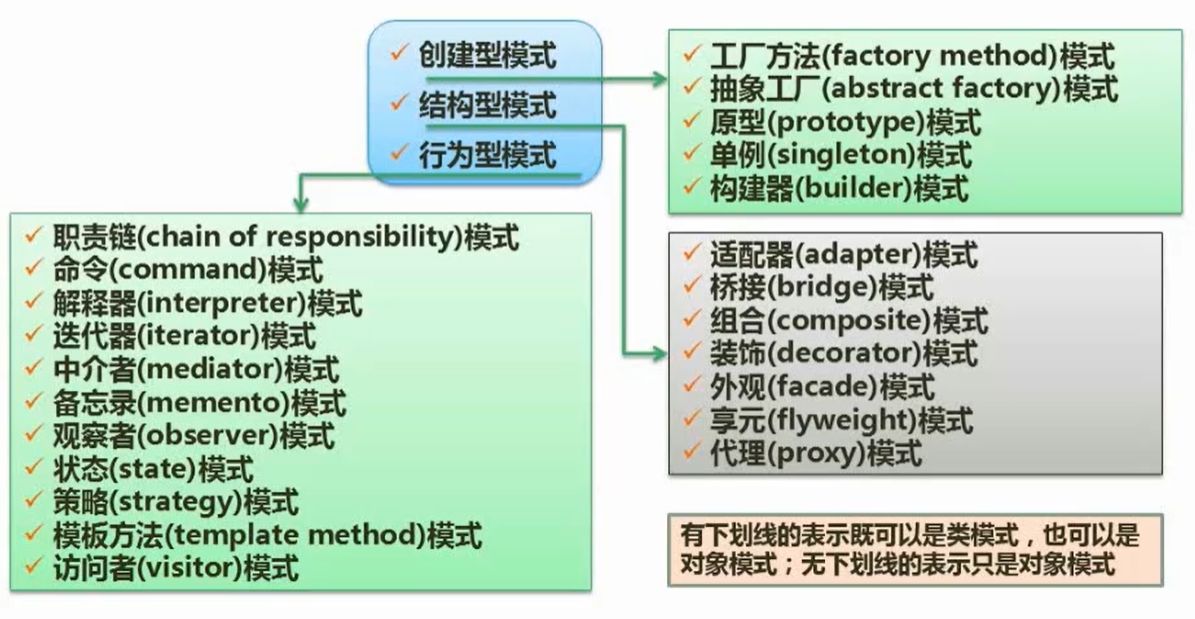 创建型模式
结构型模式
行为型模式
工厂方法(factory method)模式
抽象工厂(abstract factory)模式
原型(prototype)模式
单例(singleton)模式
构建器(builder)模式
职责链(chain of responsibility)模式
命令(command)模式
解释器(interpreter)模式
迭代器(iterator)模式
中介者(mediator)模式
备忘录(memento)模式
观察者(observer)模式
状态(state)模式
策略(strategy)模式
模板方法(template method)模式
访问者(visitor)模式
适配器(adapter)模式
桥接(bridge)模式
组合(composite)模式
装饰(decorator)模式
外观(facade)模式
享元(flyweight)模式
代理(proxy)模式
有下划线的表示既可以是类模式，也可以是
对象模式；无下划线的表示只是对象模式